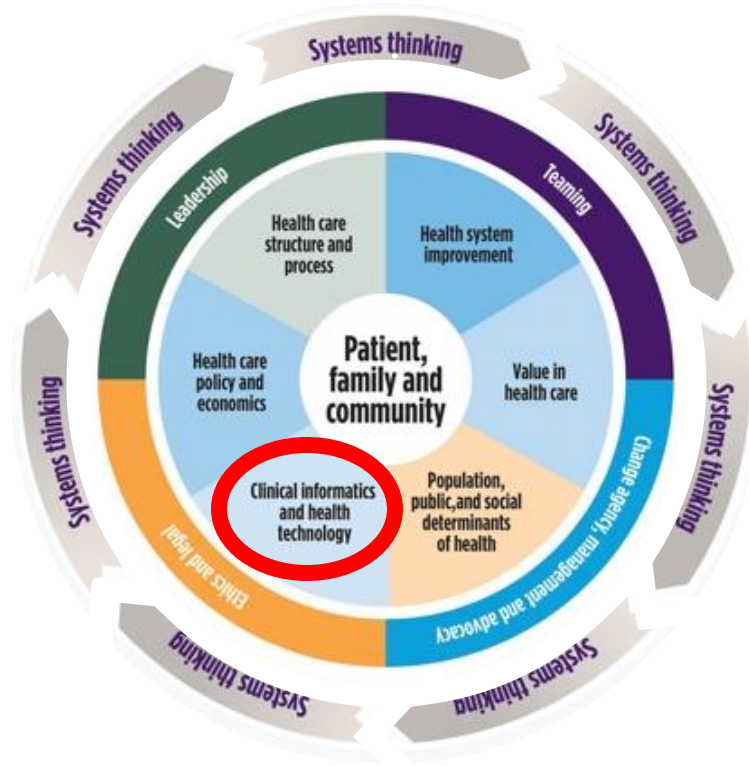 Systems thinking
Systems thinking
Systems thinking
Systems thinking
Systems thinking
Systems thinking
Systems thinking
Leadership
Teaming
Change agency, management and advocacy
Ethics and legal
Health care
structure and
process
Health system
improvement
Value in
health care
Population,
public,and social
determinants
of health
Clinical informatics
and health
technology
Health care
policy and
economics
Patient,
family and
community